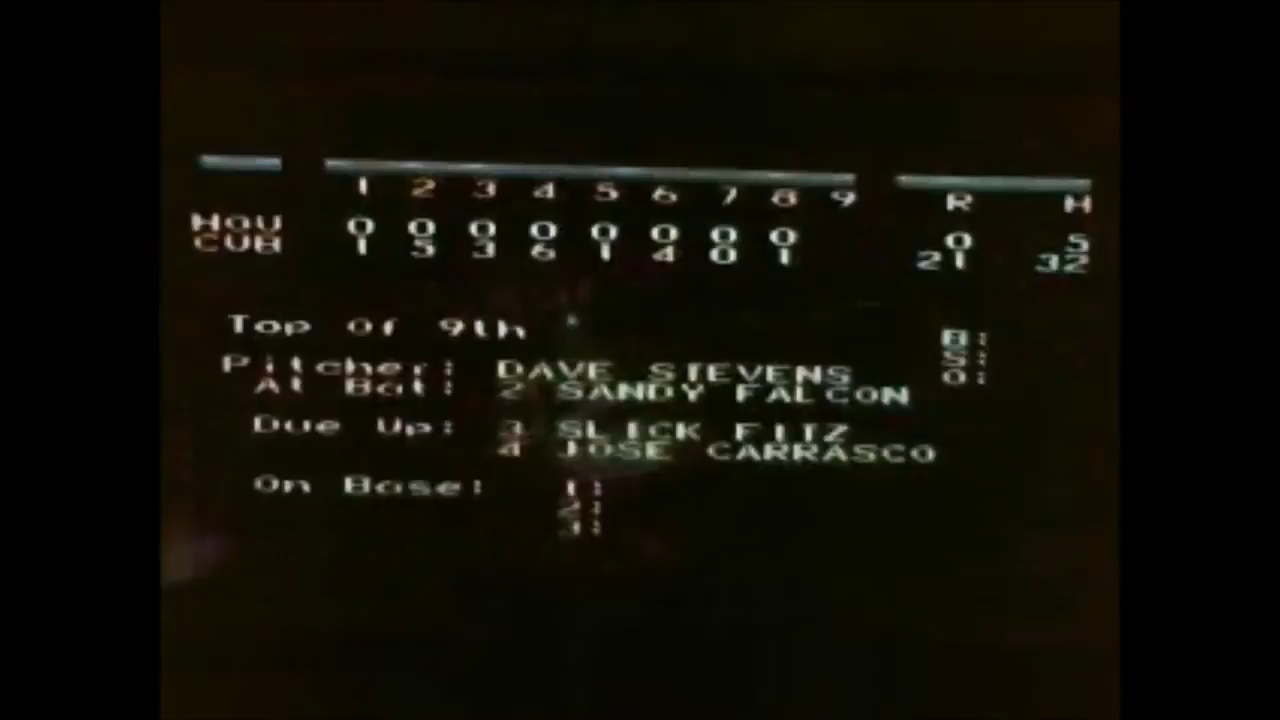 1 2 3 4 5 6 7 8 9 R H
HOU 0 0 0 0 0 0 0 0 0 5
CUB 1 5 3 6 1 4 0 1 21 32
Top of 9th
B:
S:
O:
Pitcher: DAVE STEVENS
At Bat: 2 SANDY FALCON
Due Up: 3 SLICK FITZ
4 JOSE CARRASCO
On Base: 1:
2:
3: